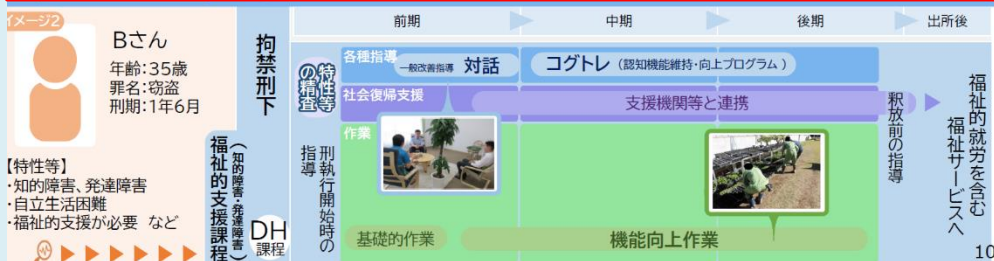 イメージ2
Bさん
年齢:35歳
罪名:窃盗
刑期:1年6月
【特性等】
・知的障害、発達障害
・自立生活困難
・福祉的支援が必要 など
拘禁刑下
福祉的支援課程
(知的障害・発達障害)
DH
課程
前期
中期
後期
出所後
特性等
の精査
刑執行開始時の
指導
各種指導
一般改善指導 対話
コグトレ(認知機能維持・向上プログラム)
社会復帰支援
支援機関等と連携
作業
基礎的作業
機能向上作業
釈放前の指導
福祉的就労を含む
福祉サービスへ
10